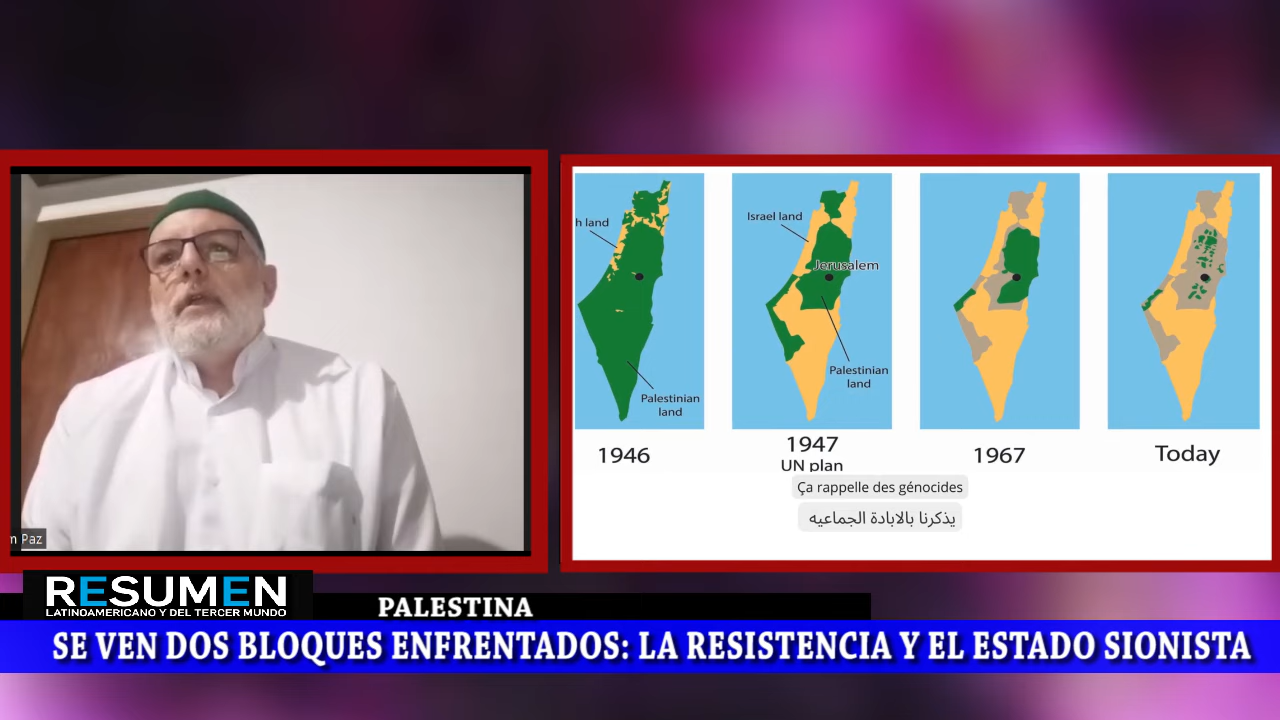 h land
Palestinian
land
1946
Israel land
Jerusalem
Palestinian
land
1947
UN plan
1967
Today
Ça rappelle des génocides
يذكرنا بالابادة الجماعيه
m Paz
RESUMEN
LATINOAMERICANO Y DEL TERCER MUNDO
PALESTINA
SE VEN DOS BLOQUES ENFRENTADOS: LA RESISTENCIA Y EL ESTADO SIONISTA